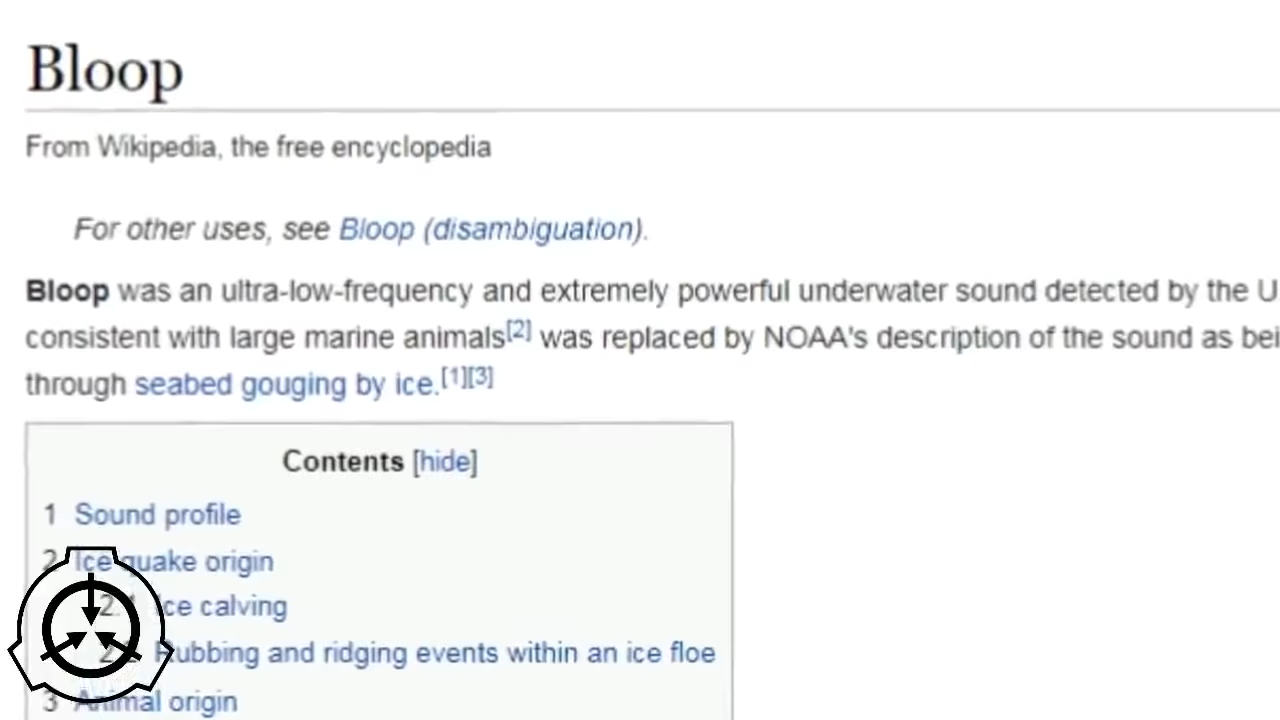 Bloop
From Wikipedia, the free encyclopedia
For other uses, see Bloop (disambiguation).
Bloop was an ultra-low-frequency and extremely powerful underwater sound detected by the U
consistent with large marine animals[2] was replaced by NOAA's description of the sound as bei
through seabed gouging by ice.[1][3]
Contents [hide]
1 Sound profile
2 Ice quake origin
2.1 Ice calving
2.2 Rubbing and ridging events within an ice floe
3 Animal origin